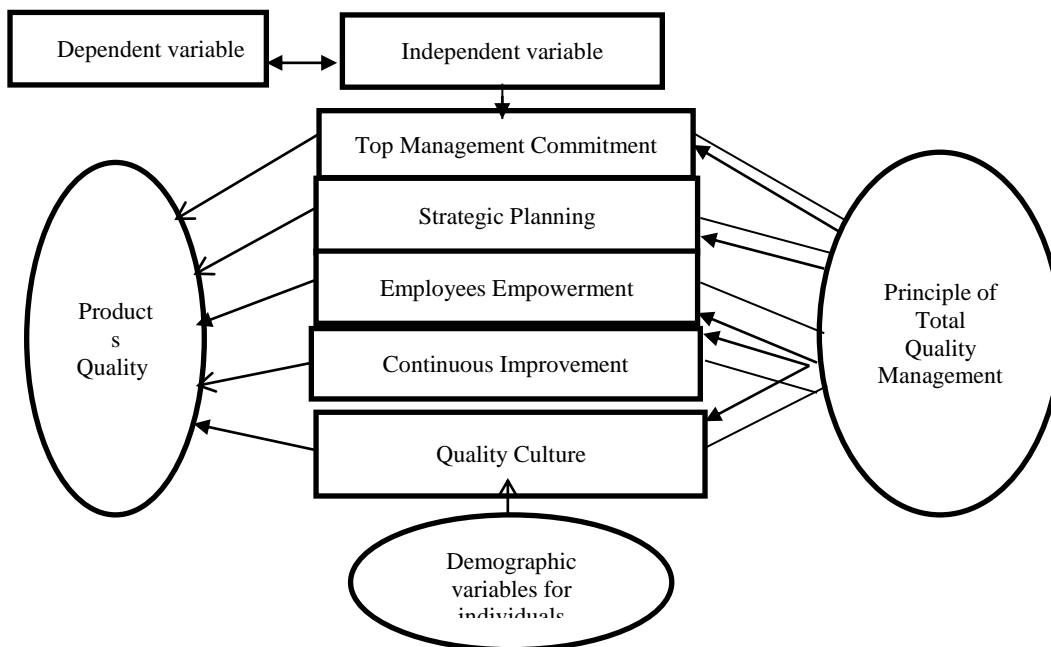 Dependent variable
Independent variable
Top Management Commitment
Strategic Planning
Employees Empowerment
Continuous Improvement
Quality Culture
Product
s
Quality
Principle of
Total
Quality
Management
Demographic
variables for
individuals